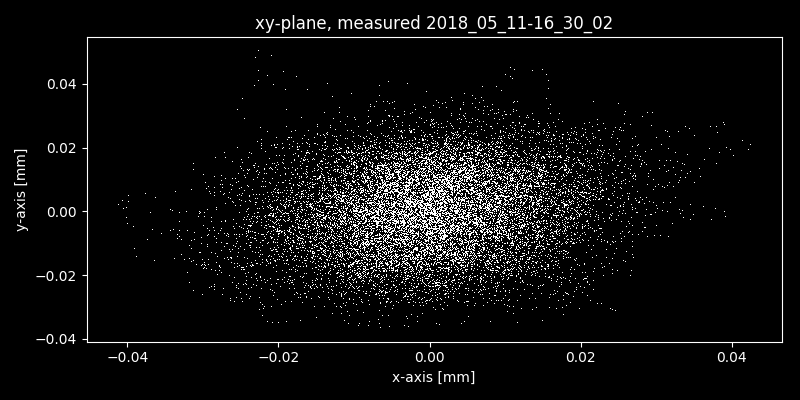 xy-plane, measured 2018_05_11-16_30_02
0.04
0.02
0.00
−0.02
−0.04
y-axis [mm]
−0.04 −0.02 0.00 0.02 0.04
x-axis [mm]